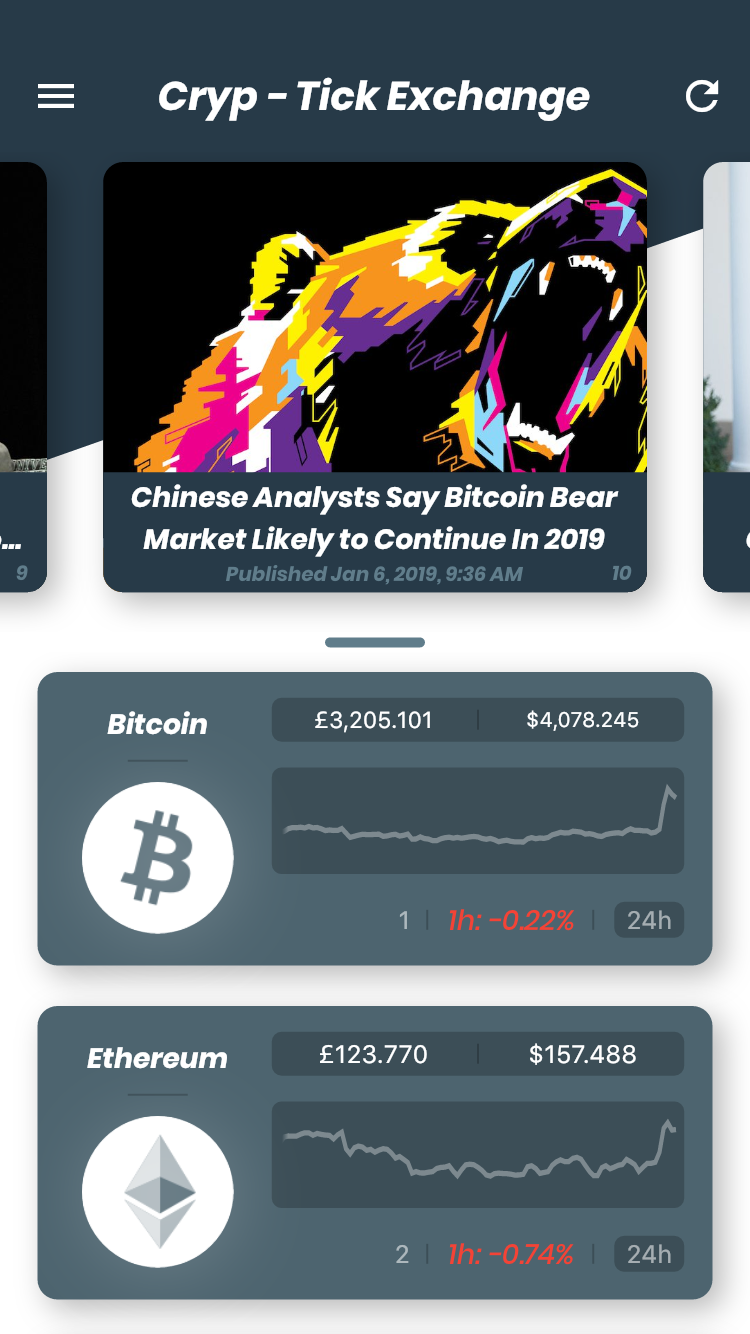 Cryp - Tick Exchange
Chinese Analysts Say Bitcoin Bear
Market Likely to Continue In 2019
...
Published Jan 6, 2019, 9:36 AM
9
10
Bitcoin
£3,205.101
$4,078.245
1
1h: -0.22%
24h
Ethereum
£123.770
$157.488
2
1h: -0.74%
24h